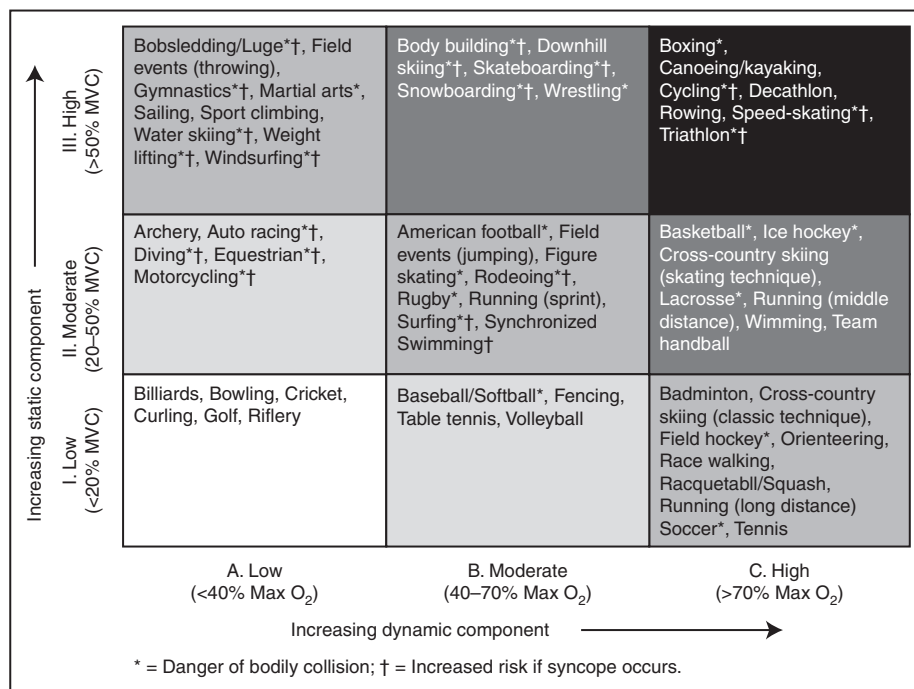 Increasing static component
III. High
(>50% MVC)
Bobsledding/Luge*†, Field
events (throwing),
Gymnastics*†, Martial arts*,
Sailing, Sport climbing,
Water skiing*†, Weight
lifting*†, Windsurfing*†
Body building*†, Downhill
skiing*†, Skateboarding*†,
Snowboarding*†, Wrestling*
Boxing*,
Canoeing/kayaking,
Cycling*†, Decathlon,
Rowing, Speed-skating*†,
Triathlon*†
II. Moderate
(20–50% MVC)
Archery, Auto racing*†,
Diving*†, Equestrian*†,
Motorcycling*†
American football*, Field
events (jumping), Figure
skating*, Rodeoing*†,
Rugby*, Running (sprint),
Surfing*†, Synchronized
Swimming†
Basketball*, Ice hockey*,
Cross-country skiing
(skating technique),
Lacrosse*, Running (middle
distance), Wimming, Team
handball
I. Low
(<20% MVC)
Billiards, Bowling, Cricket,
Curling, Golf, Riflery
Baseball/Softball*, Fencing,
Table tennis, Volleyball
Badminton, Cross-country
skiing (classic technique),
Field hockey*, Orienteering,
Race walking,
Racquetabll/Squash,
Running (long distance)
Soccer*, Tennis
A. Low
(<40% Max O₂)
B. Moderate
(40–70% Max O₂)
C. High
(>70% Max O₂)
Increasing dynamic component
* = Danger of bodily collision; † = Increased risk if syncope occurs.